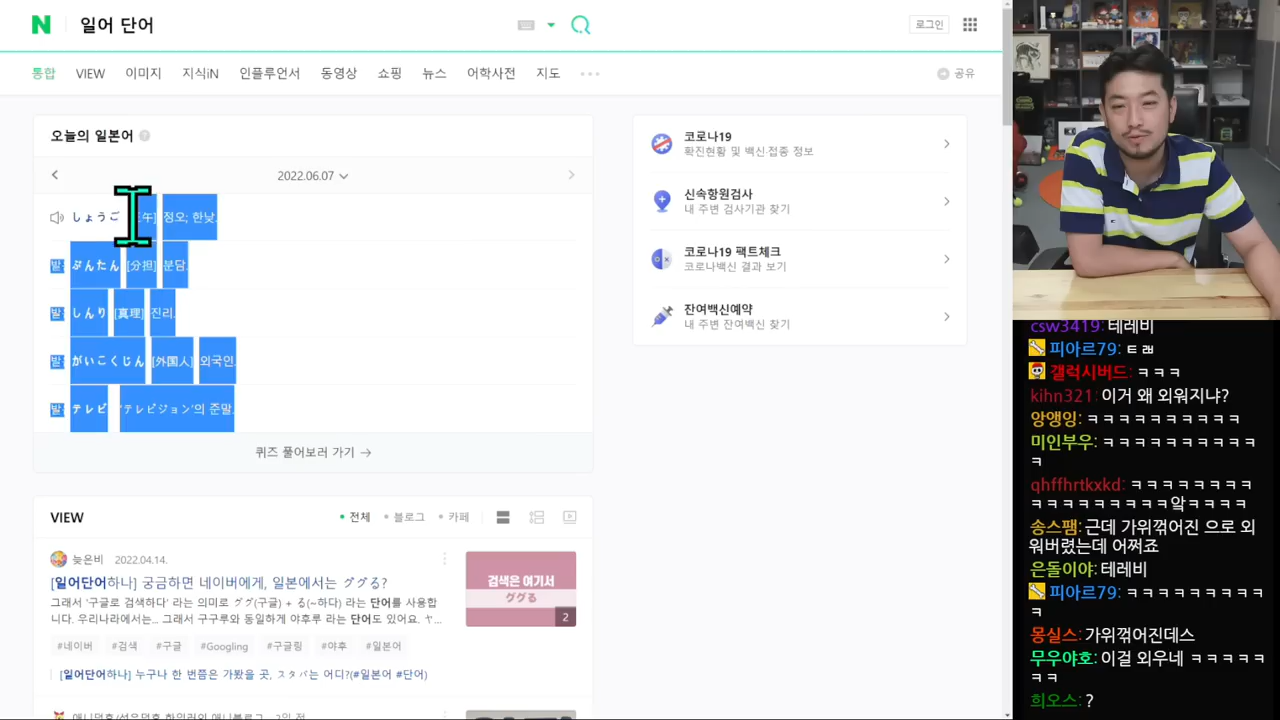 N 일어 단어
로그인
통합 VIEW 이미지 지식iN 인플루언서 동영상 쇼핑 뉴스 어학사전 지도
공유
오늘의 일본어 ?
2022.06.07
しょうご 午] 정오; 한낮.
ぶんたん [分担] 분담.
しんり [真理] 진리.
がいこくじん [外国人] 외국인.
テレビ 'テレビジョン'의 준말.
퀴즈 풀어보러 가기 →
코로나19
확진현황 및 백신·접종 정보
신속항원검사
내 주변 검사기관 찾기
코로나19 팩트체크
코로나백신 결과 보기
잔여백신예약
내 주변 잔여백신 찾기
VIEW
전체 블로그 카페
늦은비 2022.04.14.
[일어단어하나] 궁금하면 네이버에게, 일본에서는 ググる?
그래서 '구글로 검색하다' 라는 의미로 ググ(구글) + る(~하다) 라는 단어를 사용합
니다. 우리나라에서는... 그래서 구구루와 동일하게 야후루 라는 단어도 있어요. ヤ...
#네이버 #검색 #구글 #Googling #구글링 #야후 #일본어
[일어단어하나] 누구나 한 번쯤은 가봤을 곳, スタバ는 어디?(#일본어 #단어)
검색은 여기서
ググる
2
csw3419: 테레비
피아르79: ㅌ래
갤럭시버드: ㅋㅋㅋ
kihn321: 이거 왜 외워지냐?
앙앵잉: ㅋㅋㅋㅋㅋㅋㅋㅋㅋㅋ
미인부우: ㅋㅋㅋㅋㅋㅋㅋㅋㅋㅋ
ㅋ
qhffhrtkxkd: ㅋㅋㅋㅋㅋㅋㅋㅋ
ㅋㅋㅋㅋㅋㅋㅋㅋㅋ앜ㅋㅋㅋㅋ
송스팸: 근데 가위꺾어진 으로 외
워버렸는데 어쩌죠
은돌이야: 테레비
피아르79: ㅋㅋㅋㅋㅋㅋㅋㅋㅋ
ㅋ
몽실스: 가위꺾어진데스
무우야호: 이걸 외우네 ㅋㅋㅋㅋㅋ
ㅋㅋ
희오스: ?